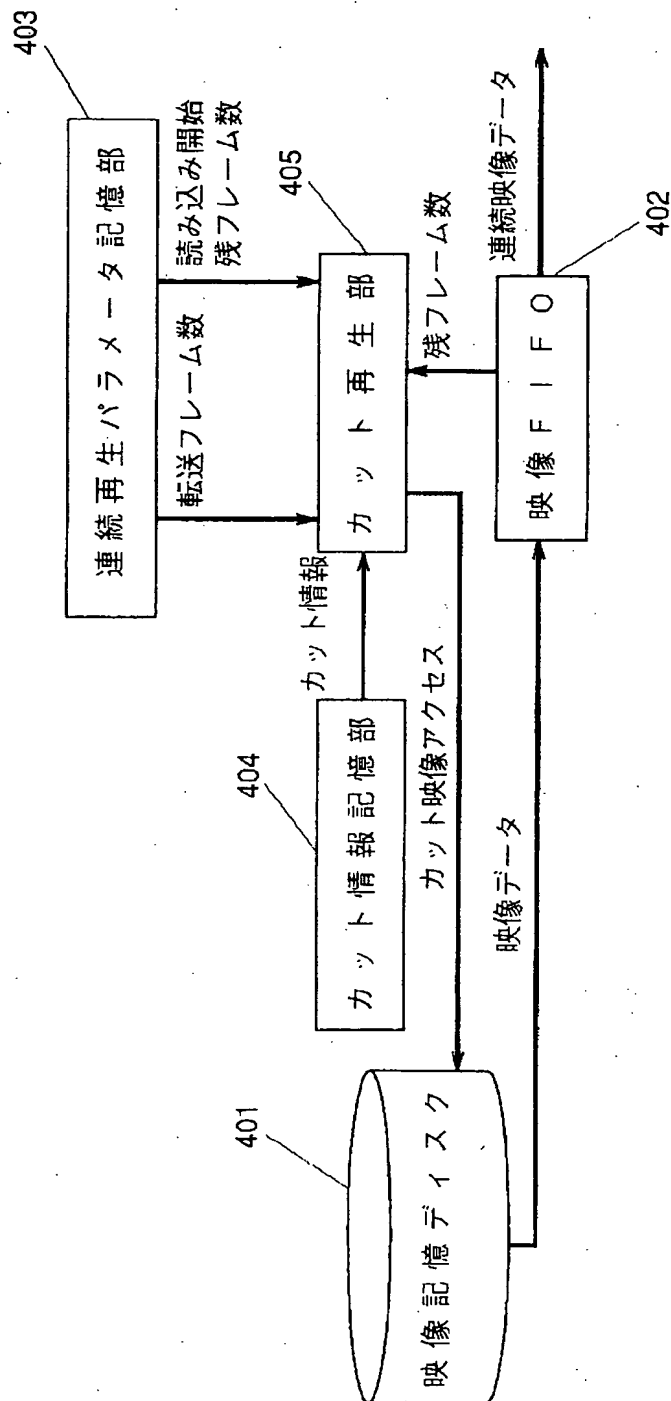 403
連続再生パラメータ記憶部
転送フレーム数
読み込み開始
残フレーム数
404
カット情報記憶部
カット情報
405
カット再生部
残フレーム数
カット映像アクセス
401
映像記憶ディスク
映像データ
映像FIFO
402
連続映像データ